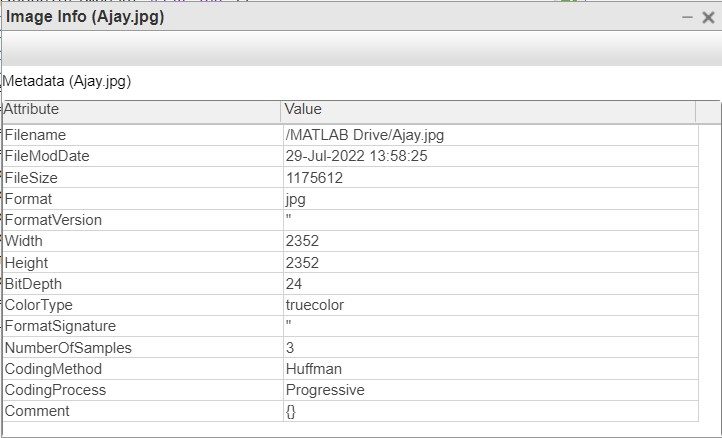 Image Info (Ajay.jpg)
Metadata (Ajay.jpg)
Attribute Value
Filename /MATLAB Drive/Ajay.jpg
FileModDate 29-Jul-2022 13:58:25
FileSize 1175612
Format jpg
FormatVersion ''
Width 2352
Height 2352
BitDepth 24
ColorType truecolor
FormatSignature ''
NumberOfSamples 3
CodingMethod Huffman
CodingProcess Progressive
Comment {}